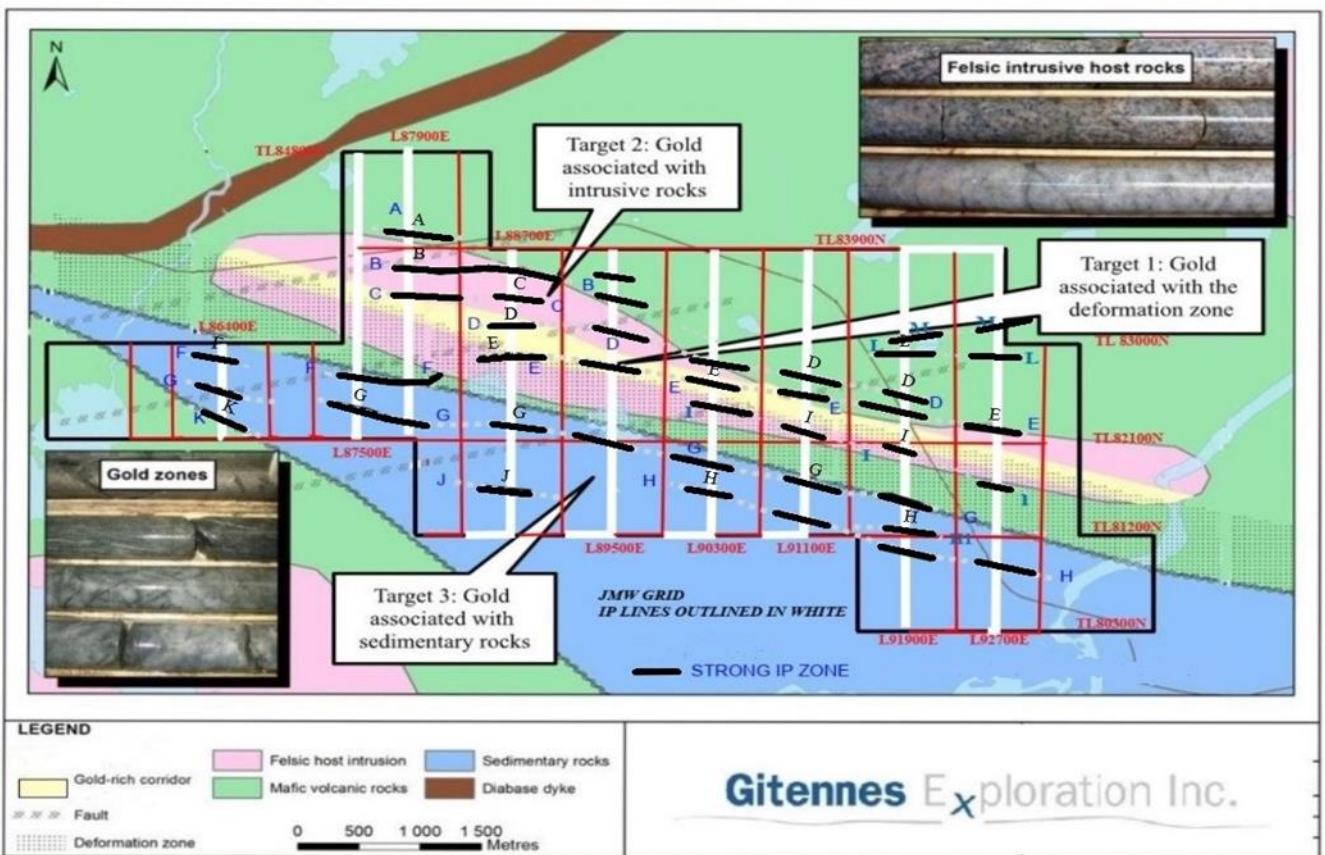 N
Felsic intrusive host rocks
L87900E
Target 2: Gold
associated with
intrusive rocks
A
A
L88700E
TL83900N
Target 1: Gold
associated with the
deformation zone
B
B
C
C
C
B
D
D
D
L86400E
E
E
F
F
F
F
G
G
K
K
G
G
E
E
D
E
L
D
D
TL 83000N
L
E
E
I
I
I
I
I
TL82100N
L87500E
G
G
G
G
J
J
H
H
H
H1
H
Gold zones
TL81200N
L89500E
L90300E
L91100E
Target 3: Gold
associated with
sedimentary rocks
JMW GRID
IP LINES OUTLINED IN WHITE
L91900E
L92700E
TL80300N
STRONG IP ZONE
LEGEND
Gold-rich corridor
Fault
Deformation zone
Felsic host intrusion
Mafic volcanic rocks
Sedimentary rocks
Diabase dyke
0 500 1 000 1 500
Metres
Gitennes Exploration Inc.